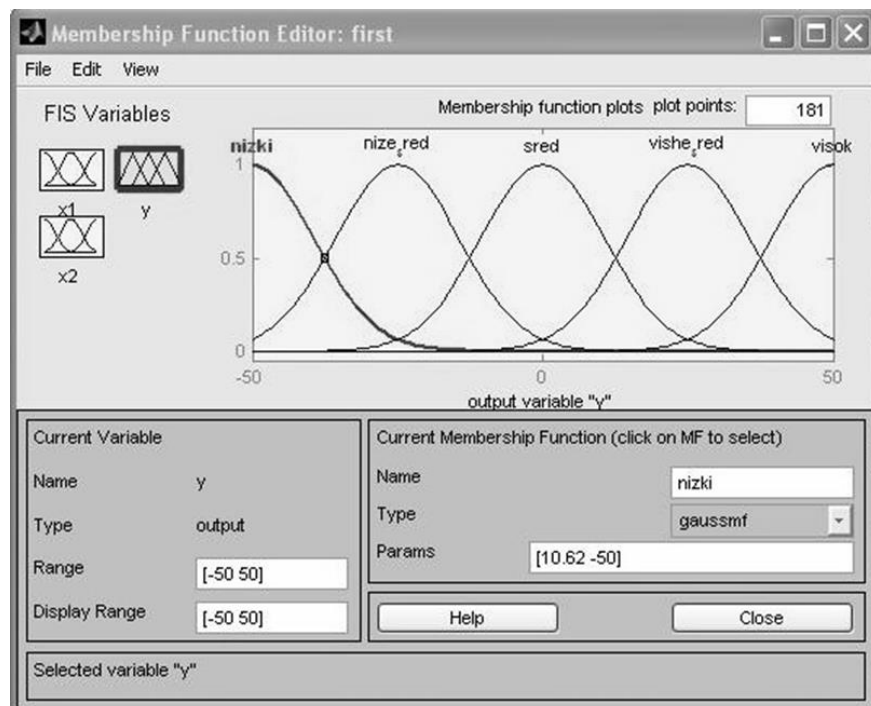 Membership Function Editor: first
File Edit View
FIS Variables
Membership function plots plot points: 181
x1
y
x2
nizki nize_sred sred vishe_sred visok
1
0.5
0
-50 0 50
output variable "y"
Current Variable
Name y
Type output
Range [-50 50]
Display Range [-50 50]
Current Membership Function (click on MF to select)
Name nizki
Type gaussmf
Params [10.62 -50]
Help Close
Selected variable "y"